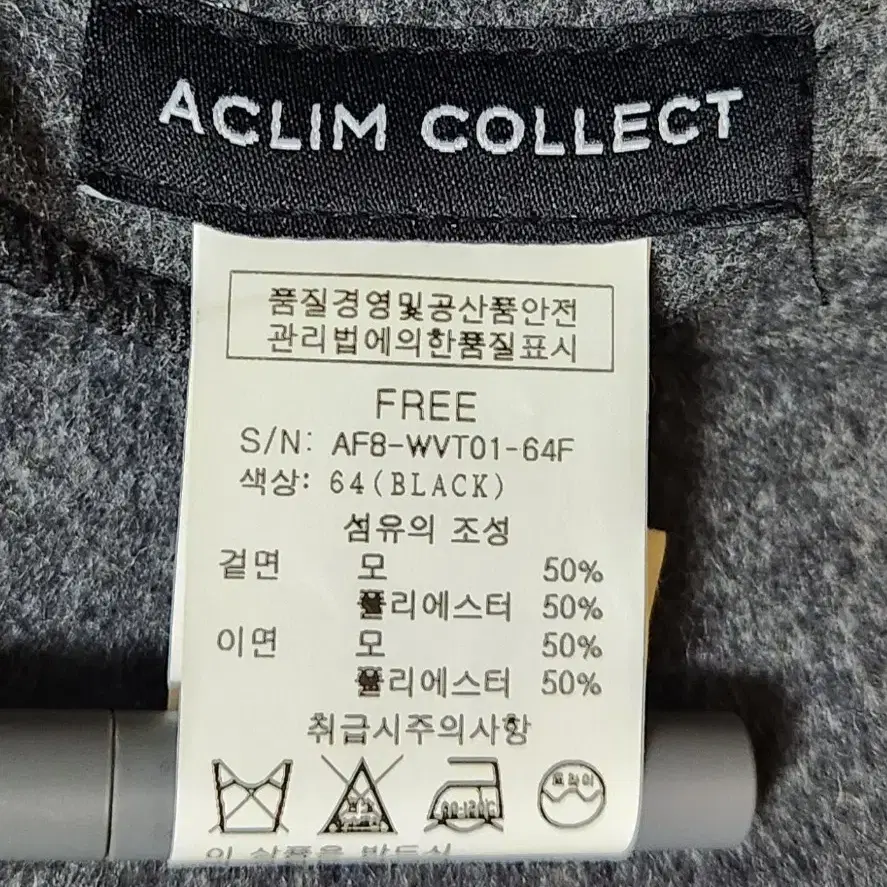 ACLIM COLLECT
품질경영및공산품안전
관리법에의한품질표시
FREE
S/N: AF8-WVT01-64F
색상: 64(BLACK)
섬유의 조성
겉면 모 50%
폴리에스터 50%
이면 모 50%
폴리에스터 50%
취급시주의사항
드라이